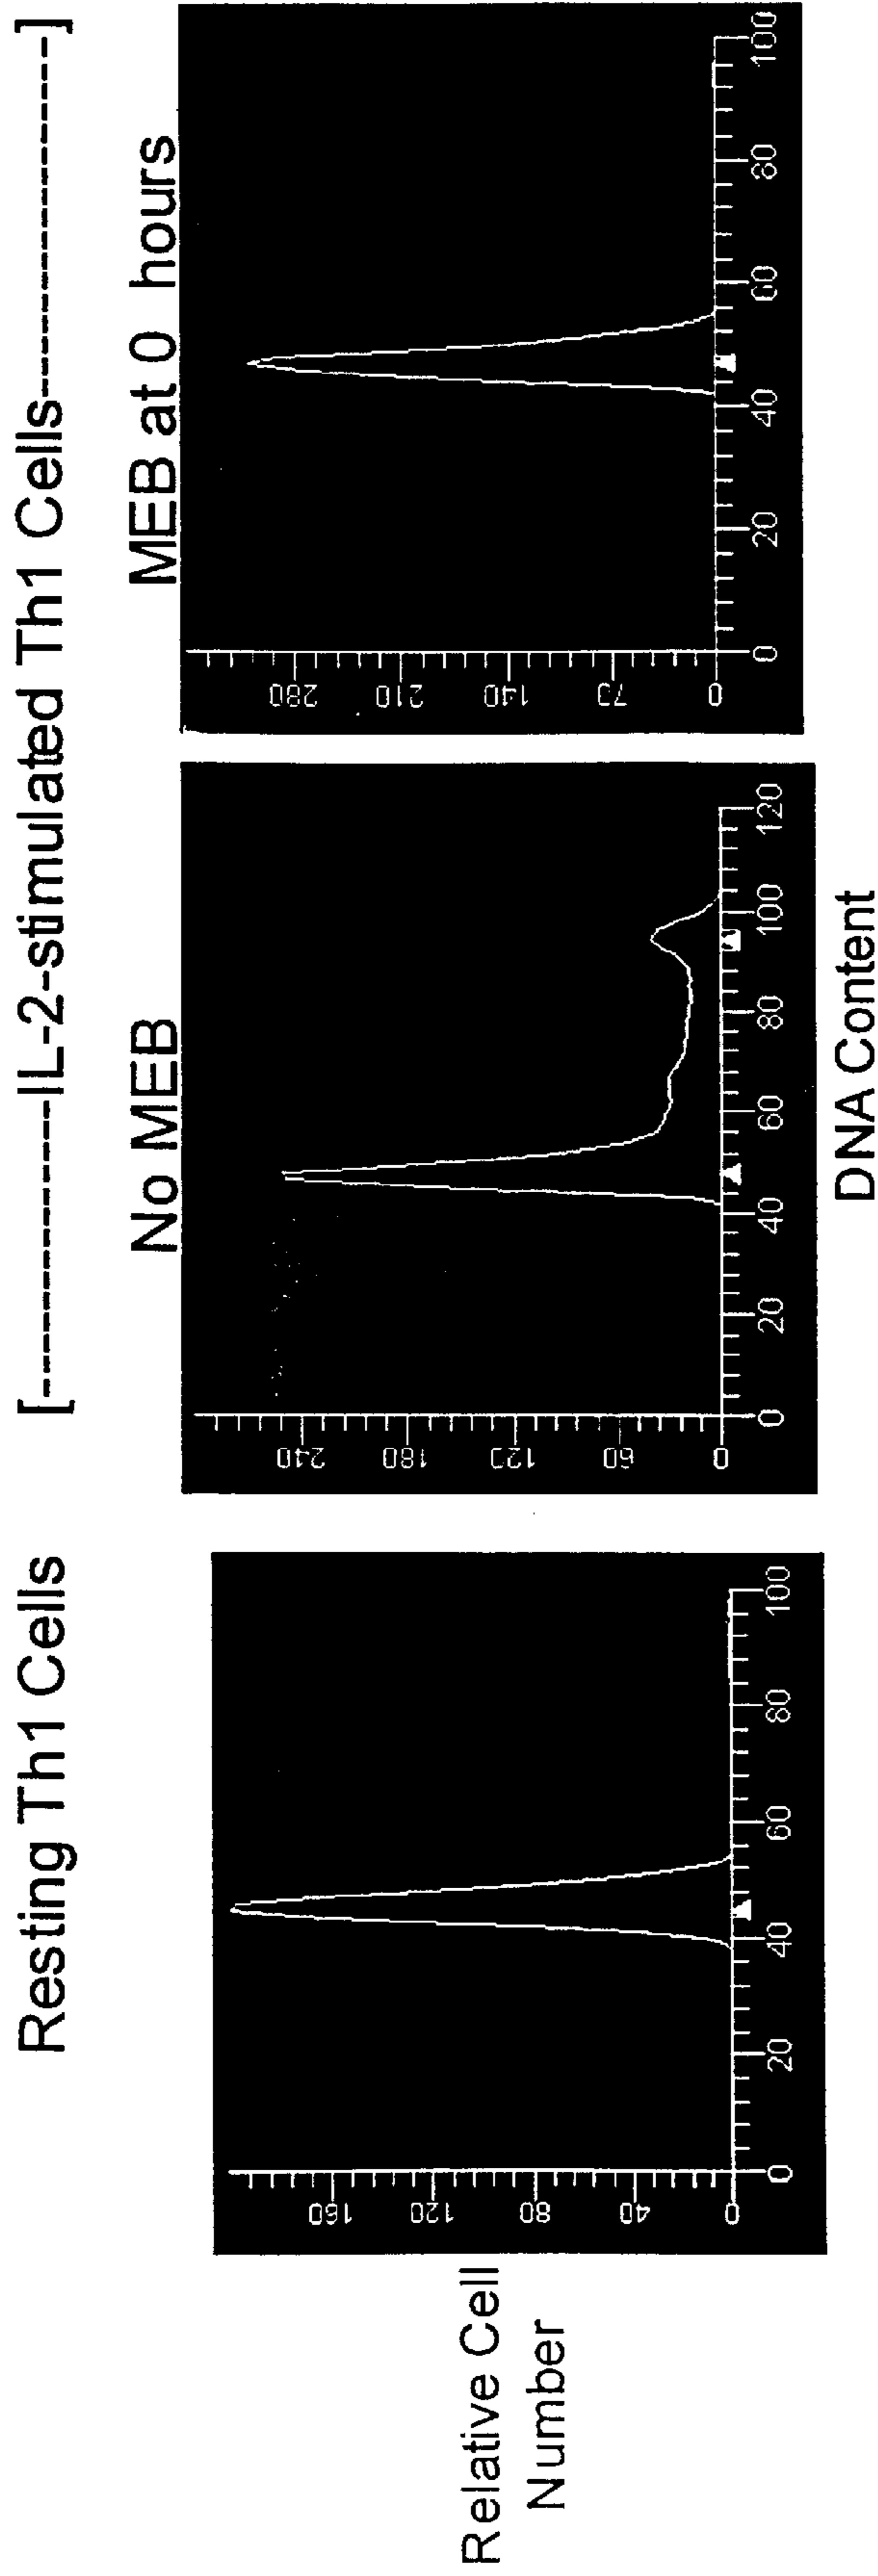 Resting Th1 Cells
[-------------IL-2-stimulated Th1 Cells-----------------]
No MEB
MEB at 0 hours
Relative Cell
Number
160
120
80
40
0
0 20 40 60 80 100
240
180
120
60
0
0 20 40 60 80 100 120
280
210
140
70
0
0 20 40 60 80 100
DNA Content